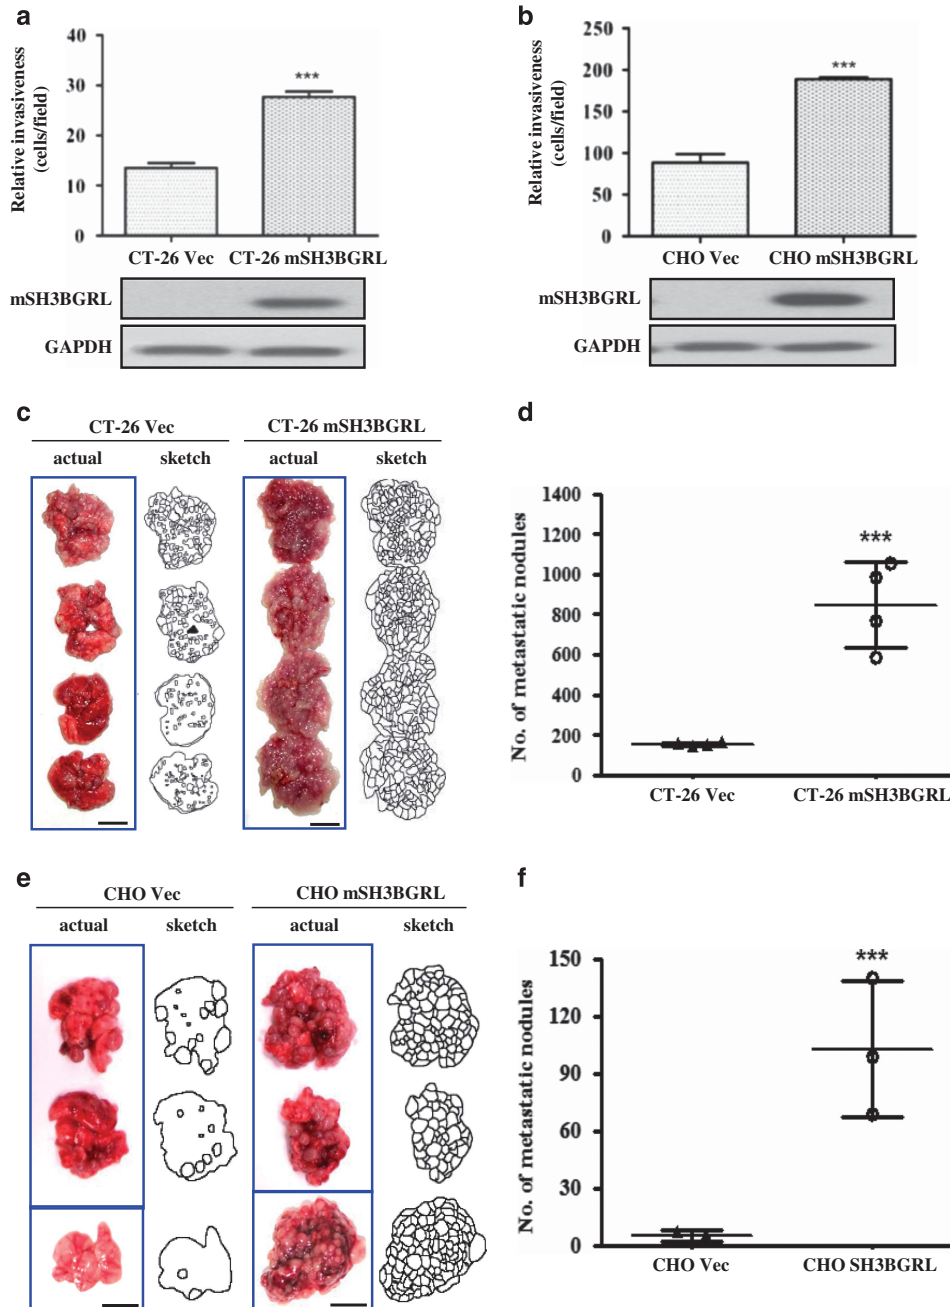 a
Relative invasiveness
(cells/field)
40
30
20
10
0
***
CT-26 Vec CT-26 mSH3BGRL
mSH3BGRL
GAPDH
b
Relative invasiveness
(cells/field)
250
200
150
100
50
0
***
CHO Vec CHO mSH3BGRL
mSH3BGRL
GAPDH
c
CT-26 Vec CT-26 mSH3BGRL
actual sketch actual sketch
d
No. of metastatic nodules
1400
1200
1000
800
600
400
200
0
***
CT-26 Vec CT-26 mSH3BGRL
e
CHO Vec CHO mSH3BGRL
actual sketch actual sketch
f
No. of metastatic nodules
150
120
90
60
30
0
***
CHO Vec CHO SH3BGRL